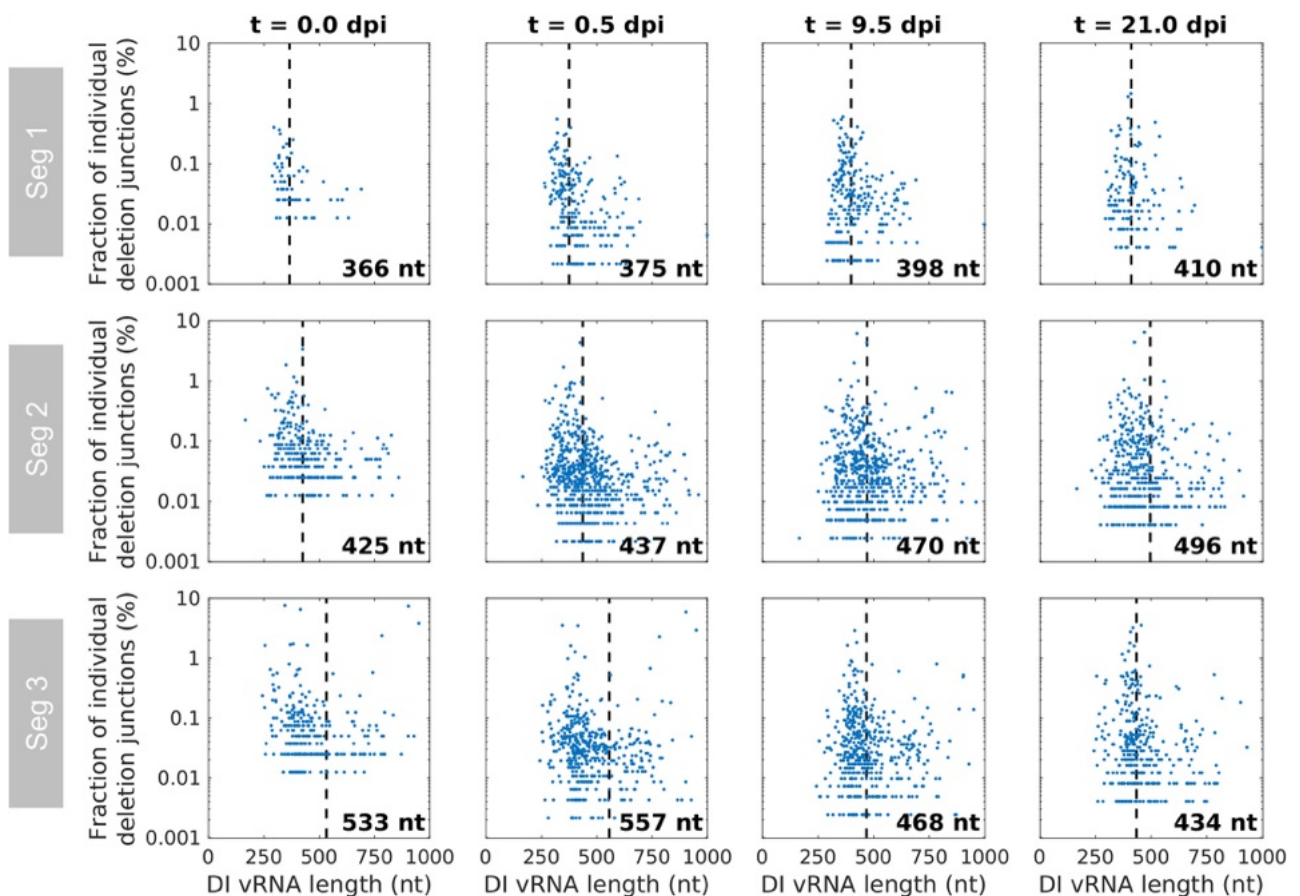 t = 0.0 dpi t = 0.5 dpi t = 9.5 dpi t = 21.0 dpi
Seg 1
Fraction of individual
deletion junctions (%)
10
1
0.1
0.01
0.001
366 nt 375 nt 398 nt 410 nt
Seg 2
Fraction of individual
deletion junctions (%)
10
1
0.1
0.01
0.001
425 nt 437 nt 470 nt 496 nt
Seg 3
Fraction of individual
deletion junctions (%)
10
1
0.1
0.01
0.001
533 nt 557 nt 468 nt 434 nt
0 250 500 750 1000 0 250 500 750 1000 0 250 500 750 1000 0 250 500 750 1000
DI vRNA length (nt) DI vRNA length (nt) DI vRNA length (nt) DI vRNA length (nt)